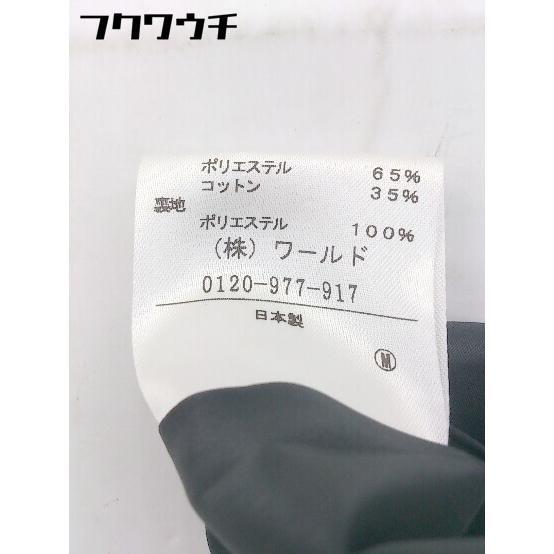 フクワウチ
ポリエステル 65%
コットン 35%
裏地
ポリエステル 100%
(株) ワールド
0120-977-917
日本製
M